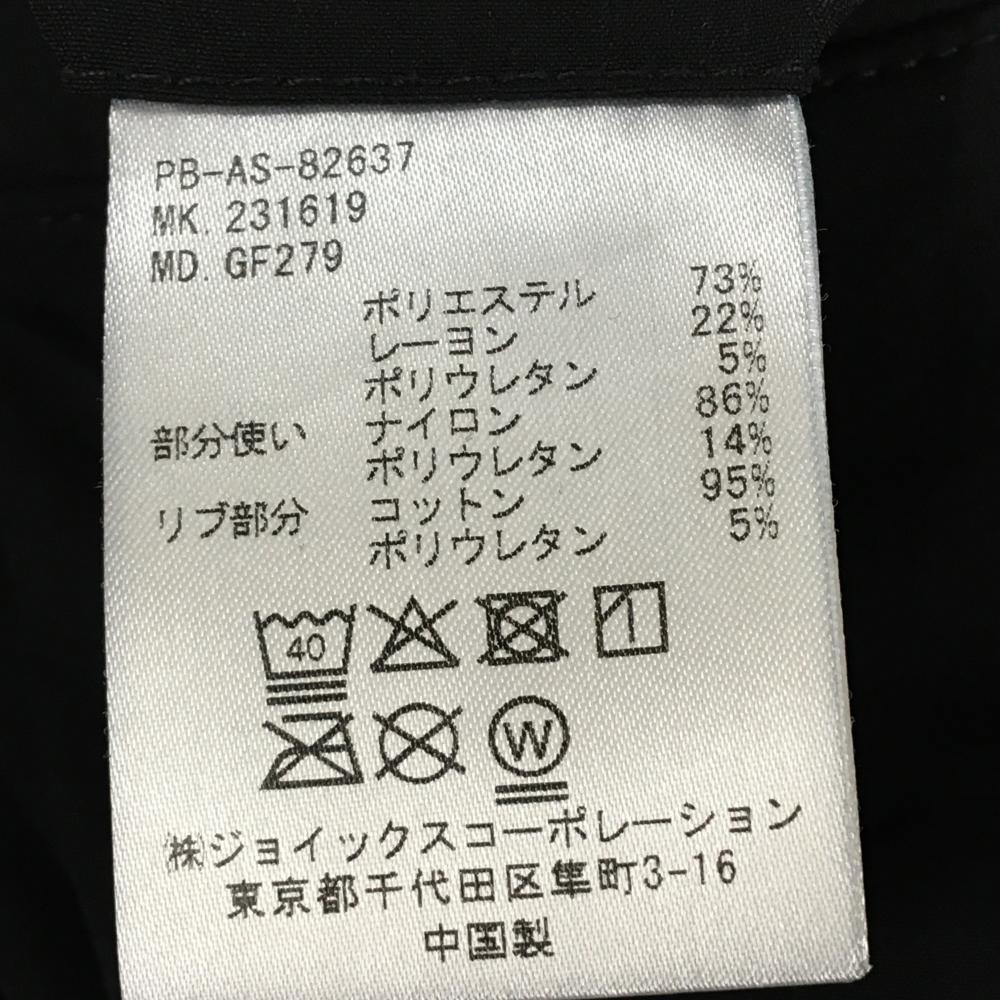 PB-AS-82637
MK. 231619
MD. GF279
ポリエステル 73%
レーヨン 22%
ポリウレタン 5%
部分使い ナイロン 86%
ポリウレタン 14%
リブ部分 コットン 95%
ポリウレタン 5%
40
W
㈱ジョイックスコーポレーション
東京都千代田区隼町3-16
中国製